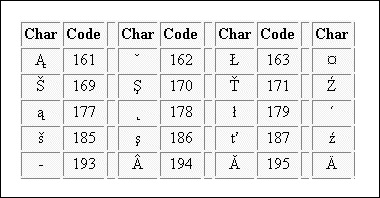 Char Code Char Code Char Code Char
Ą 161 ˘ 162 Ł 163 ¤
Š 169 Ş 170 Ť 171 Ź
ą 177 ˛ 178 ł 179 ´
š 185 ş 186 ť 187 ź
- 193 Â 194 Ă 195 Ä